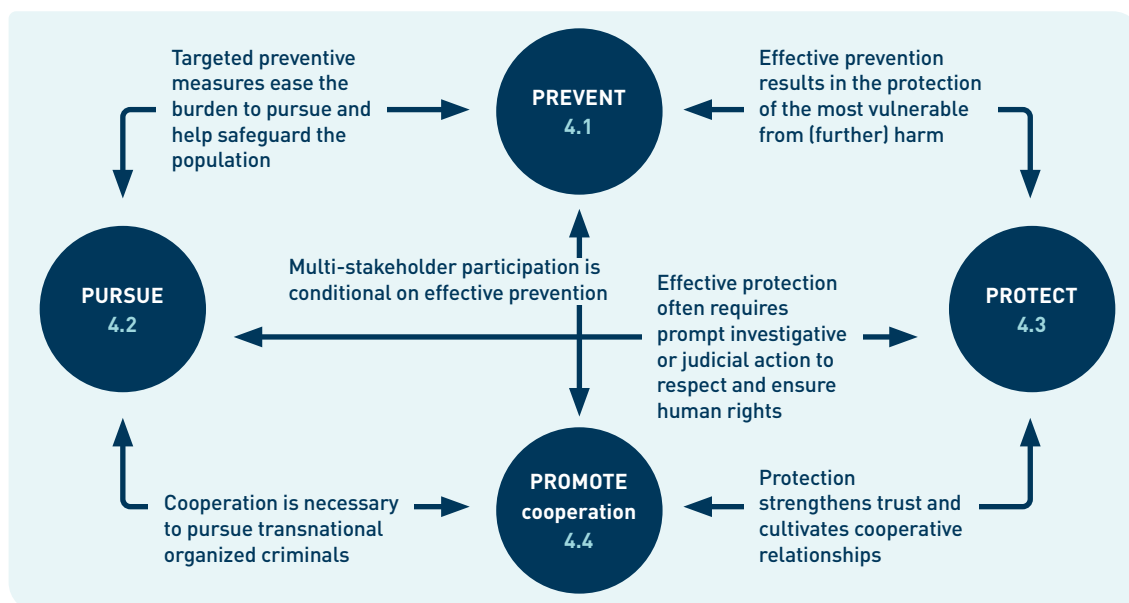 Targeted preventive
measures ease the
burden to pursue and
help safeguard the
population
PREVENT
4.1
Effective prevention
results in the protection
of the most vulnerable
from (further) harm
PURSUE
4.2
Multi-stakeholder participation is
conditional on effective prevention
Effective protection
often requires
prompt investigative
or judicial action to
respect and ensure
human rights
PROTECT
4.3
Cooperation is necessary
to pursue transnational
organized criminals
PROMOTE
cooperation
4.4
Protection
strengthens trust and
cultivates cooperative
relationships